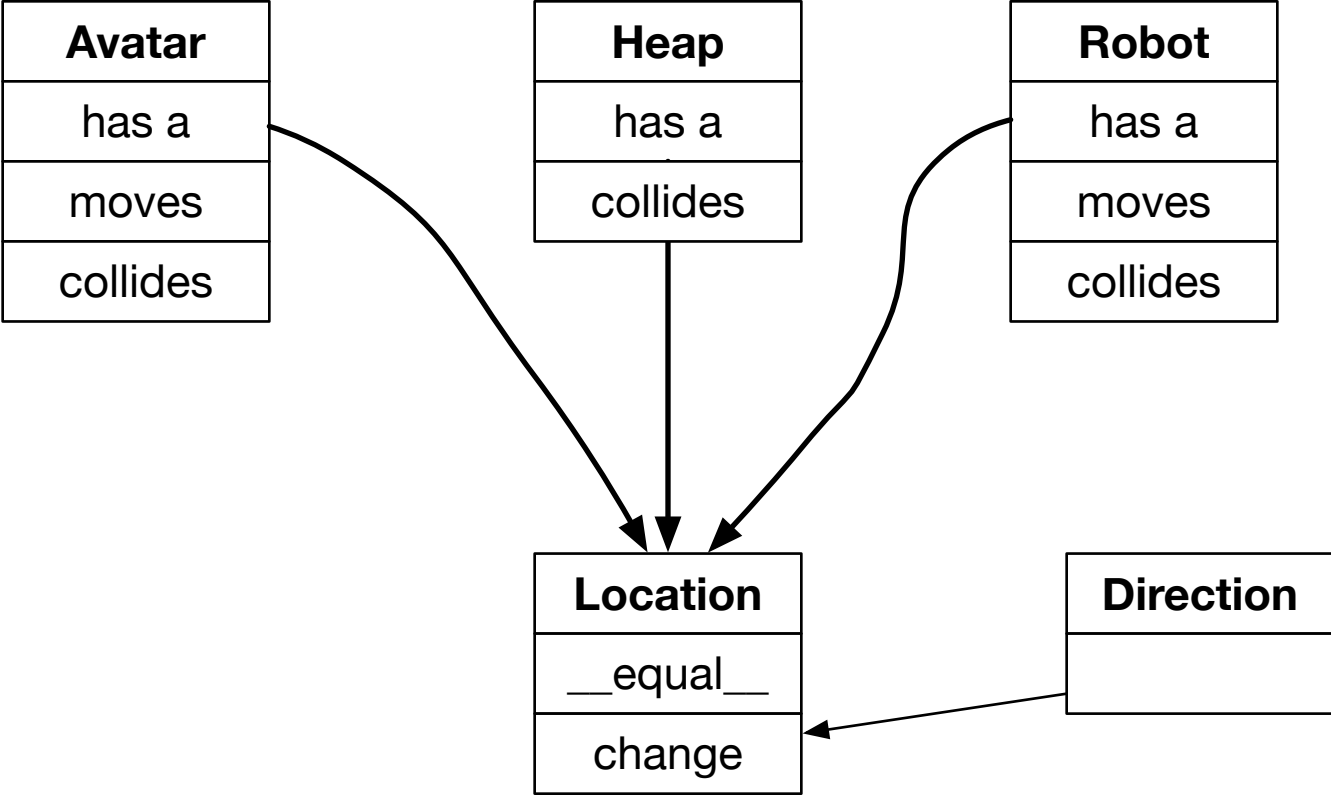 Avatar
has a
moves
collides
Heap
has a
collides
Robot
has a
moves
collides
Location
__equal__
change
Direction